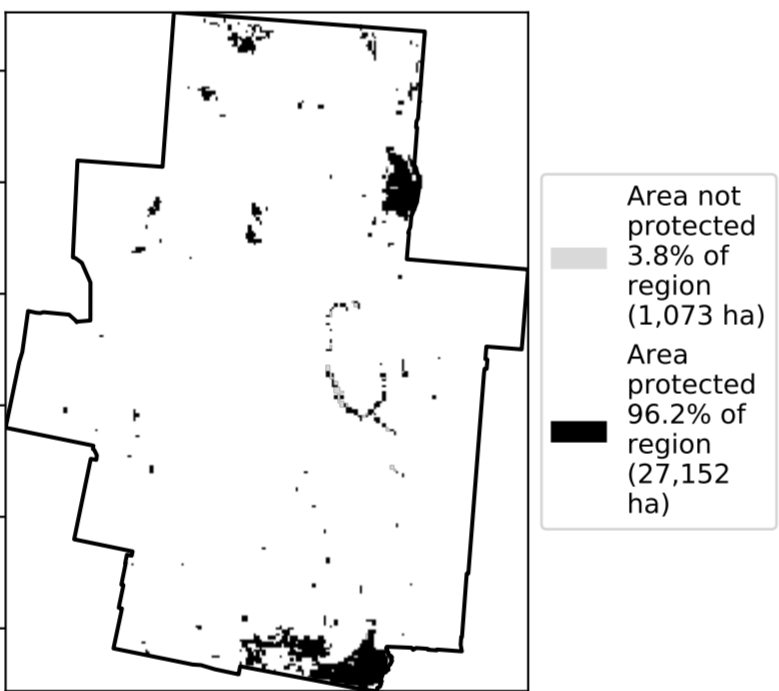 Area not
protected
3.8% of
region
(1,073 ha)
Area
protected
96.2% of
region
(27,152
ha)